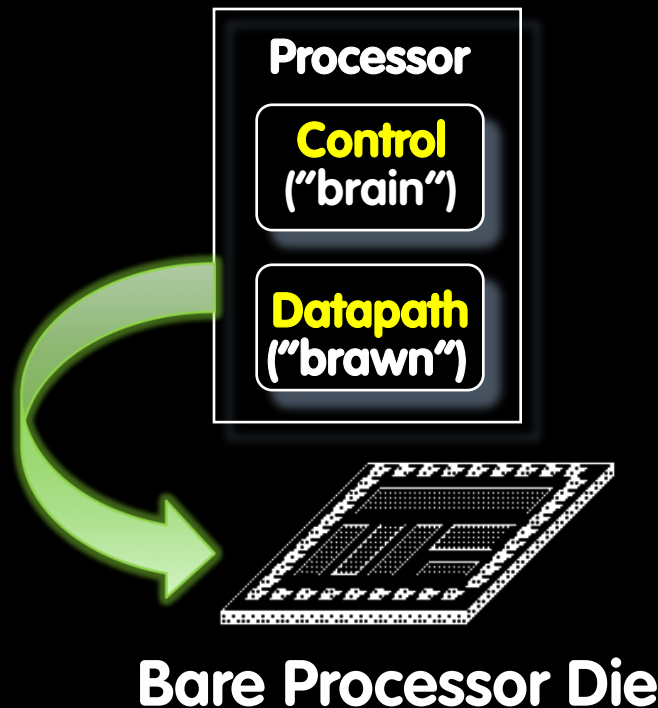 Processor
Control
("brain")
Datapath
("brawn")
Bare Processor Die